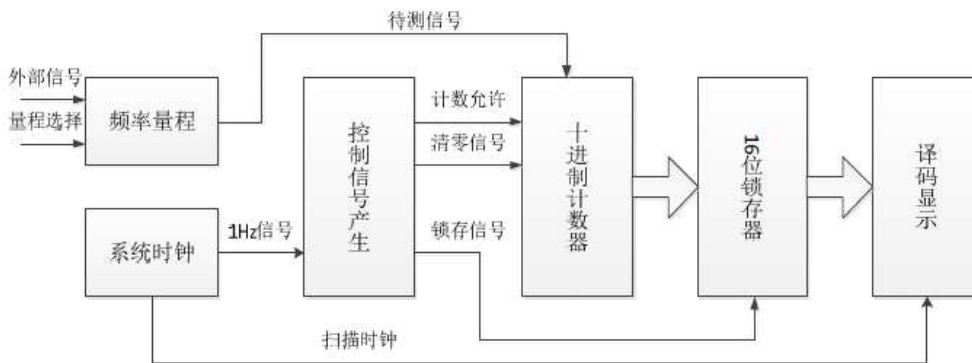 待测信号
外部信号
量程选择
频率量程
控制信号产生
计数允许
清零信号
十进制计数器
16位锁存器
译码显示
系统时钟
1Hz信号
锁存信号
扫描时钟